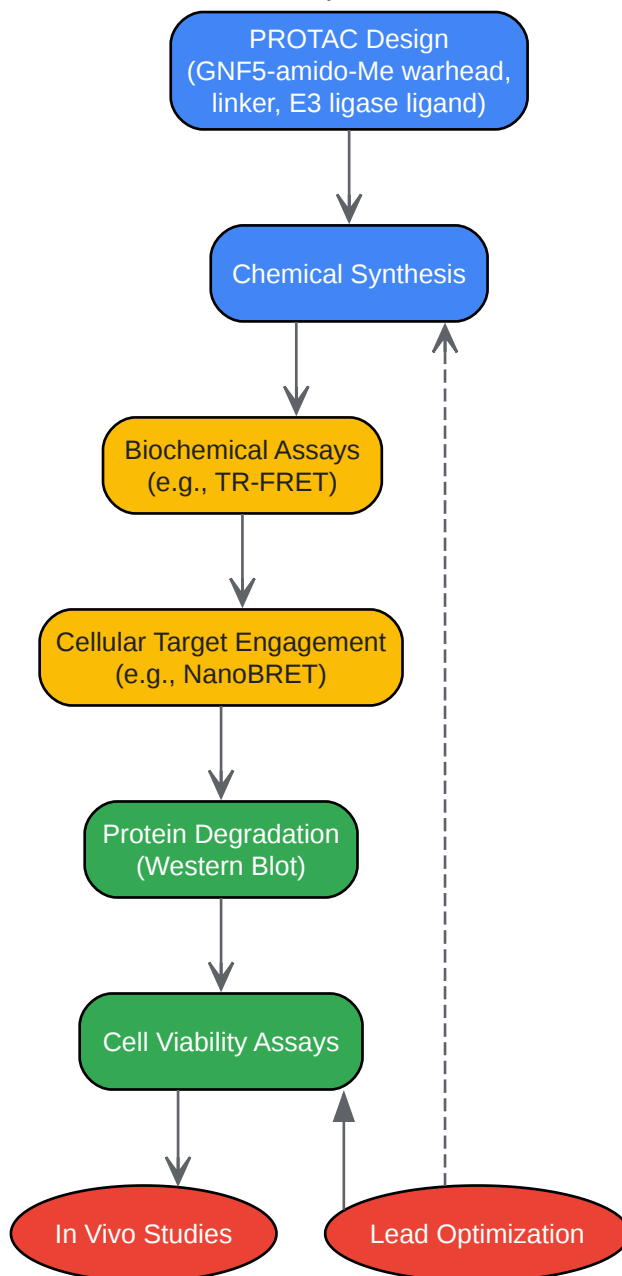 PROTAC Design
(GNF5-amido-Me warhead,
linker, E3 ligase ligand)
Chemical Synthesis
Biochemical Assays
(e.g., TR-FRET)
Cellular Target Engagement
(e.g., NanoBRET)
Protein Degradation
(Western Blot)
Cell Viability Assays
In Vivo Studies
Lead Optimization